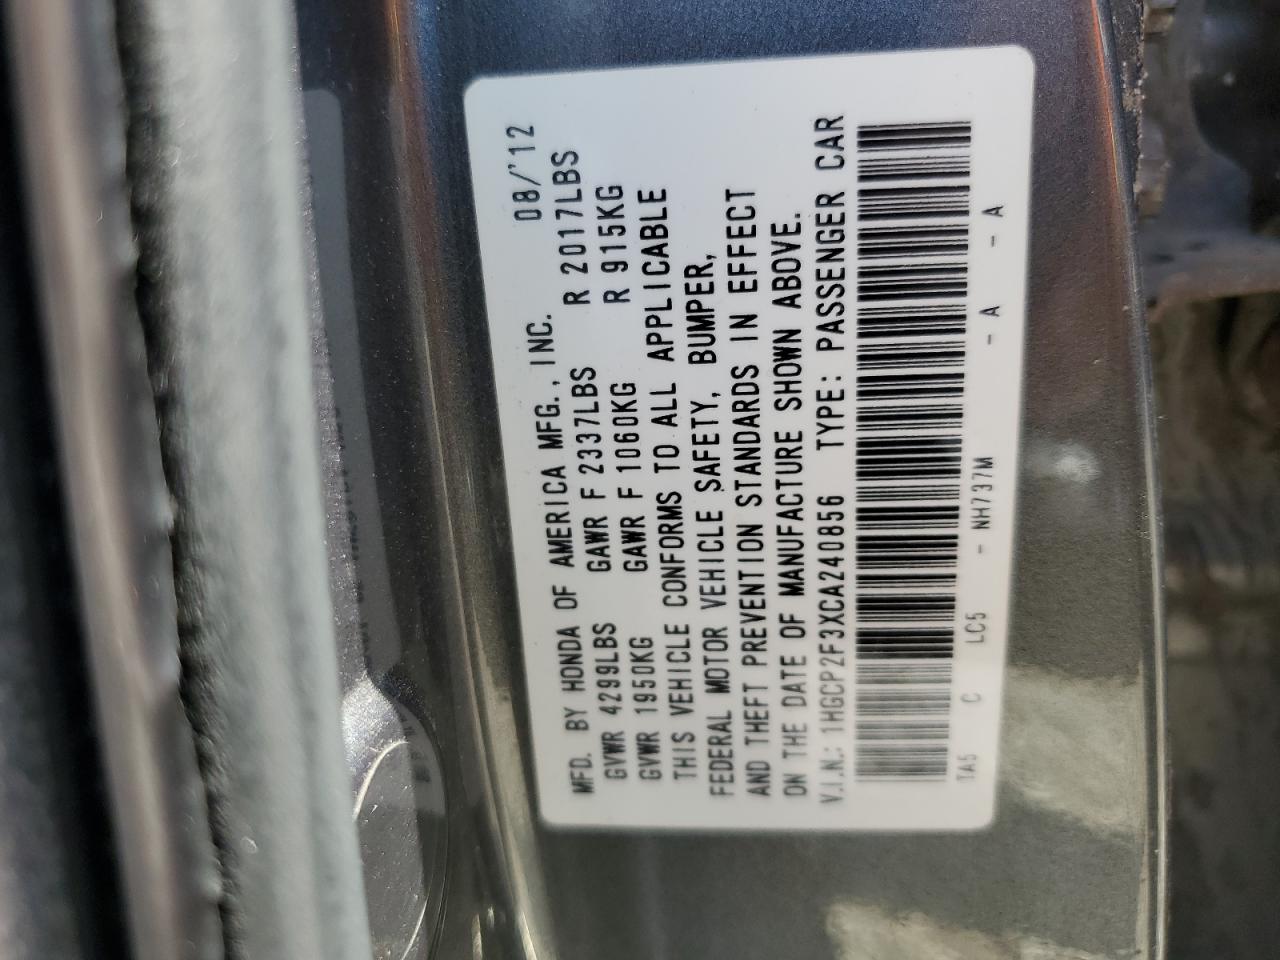 MFD. BY HONDA OF AMERICA MFG., INC. 08/'12
GVWR 4299LBS GAWR F 2337LBS R 2017LBS
GVWR 1950KG GAWR F 1060KG R 915KG
THIS VEHICLE CONFORMS TO ALL APPLICABLE
FEDERAL MOTOR VEHICLE SAFETY, BUMPER,
AND THEFT PREVENTION STANDARDS IN EFFECT
ON THE DATE OF MANUFACTURE SHOWN ABOVE.
V.I.N.: 1HGCP2F3XCA240856 TYPE: PASSENGER CAR
TA5 C LC5 - NH737M - A - A